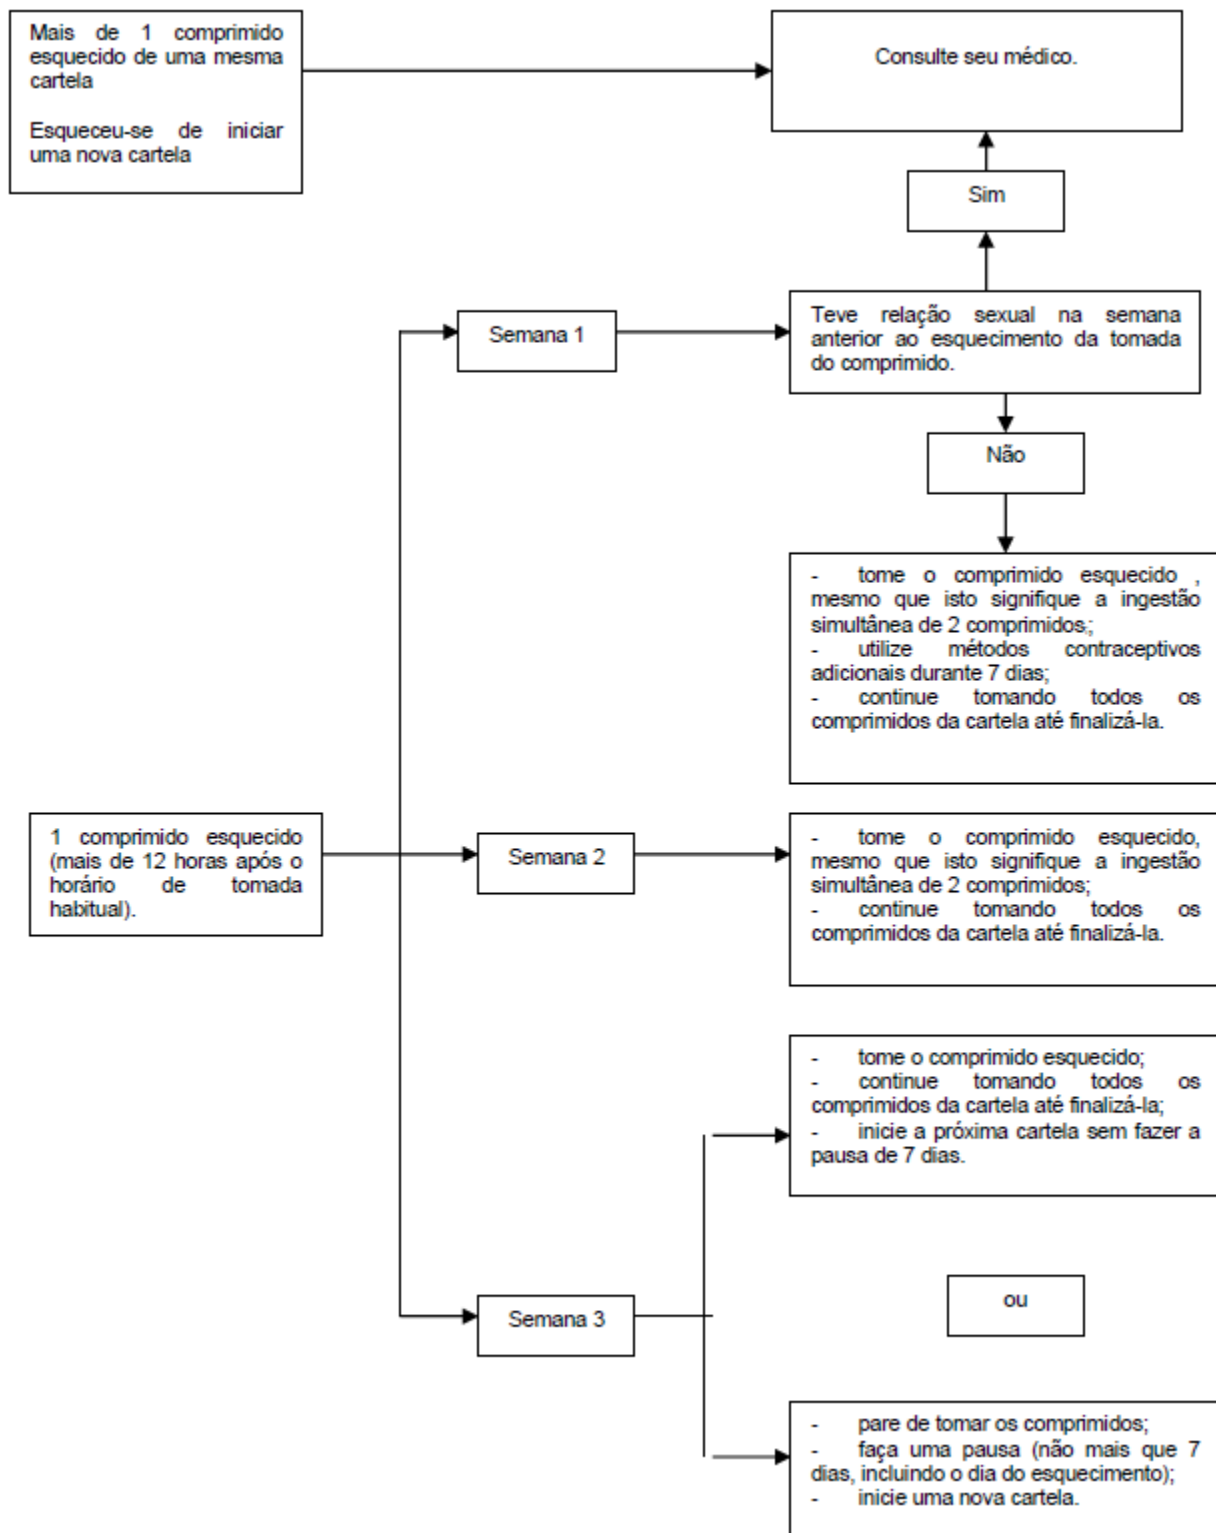 Mais de 1 comprimido
esquecido de uma mesma
cartela
Esqueceu-se de iniciar
uma nova cartela
Consulte seu médico.
Sim
Semana 1
Teve relação sexual na semana
anterior ao esquecimento da tomada
do comprimido.
Não
- tome o comprimido esquecido ,
mesmo que isto signifique a ingestão
simultânea de 2 comprimidos,;
- utilize métodos contraceptivos
adicionais durante 7 dias;
- continue tomando todos os
comprimidos da cartela até finalizá-la.
1 comprimido esquecido
(mais de 12 horas após o
horário de tomada
habitual).
Semana 2
- tome o comprimido esquecido,
mesmo que isto signifique a ingestão
simultânea de 2 comprimidos;
- continue tomando todos os
comprimidos da cartela até finalizá-la.
- tome o comprimido esquecido;
- continue tomando todos os
comprimidos da cartela até finalizá-la;
- inicie a próxima cartela sem fazer a
pausa de 7 dias.
ou
Semana 3
- pare de tomar os comprimidos;
- faça uma pausa (não mais que 7
dias, incluindo o dia do esquecimento);
- inicie uma nova cartela.